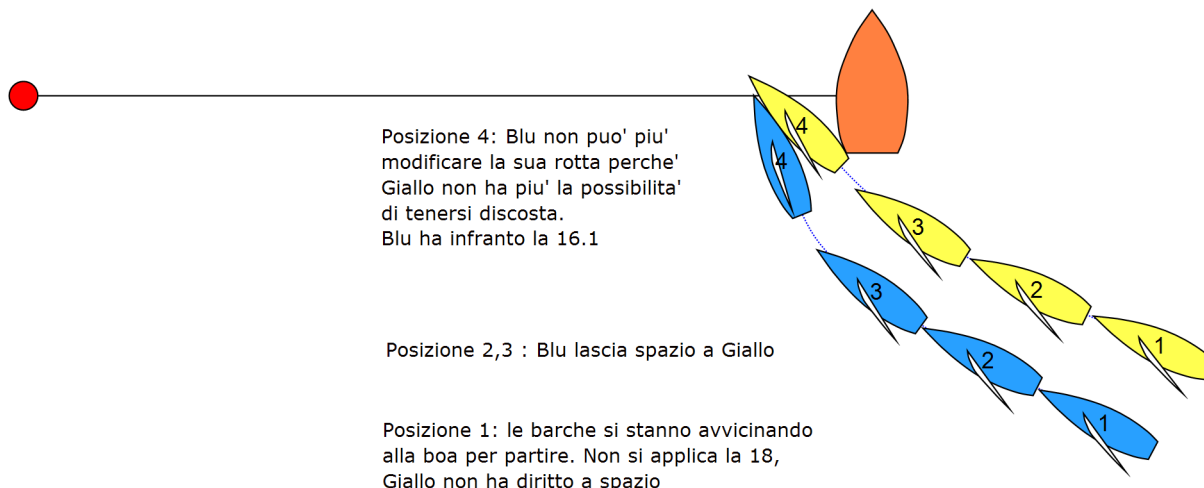 Posizione 4: Blu non puo' piu'
modificare la sua rotta perche'
Giallo non ha piu' la possibilita'
di tenersi discosta.
Blu ha infranto la 16.1
Posizione 2,3 : Blu lascia spazio a Giallo
Posizione 1: le barche si stanno avvicinando
alla boa per partire. Non si applica la 18,
Giallo non ha diritto a spazio
4
4
3
3
2
2
1
1